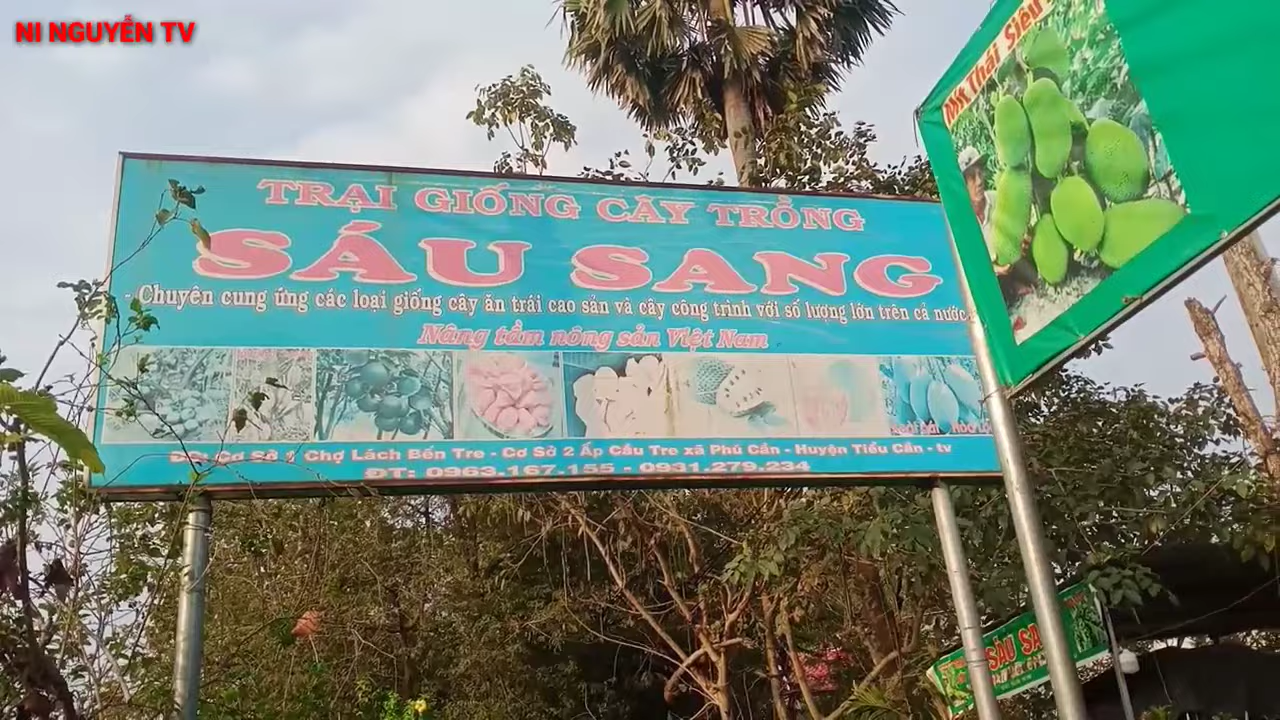 NI NGUYỄN TV
Mít Thái Siêu
TRẠI GIỐNG CÂY TRỒNG
SÁU SANG
Chuyên cung ứng các loại giống cây ăn trái cao sản và cây công trình với số lượng lớn trên cả nước
Nâng tầm nông sản Việt Nam
Cơ Sở 1 Chợ Lách Bến Tre - Cơ Sở 2 Ấp Cầu Tre xã Phú Cần - Huyện Tiểu Cần - tv
ĐT: 0963.167.155 - 0931.279.234
SÁU SA